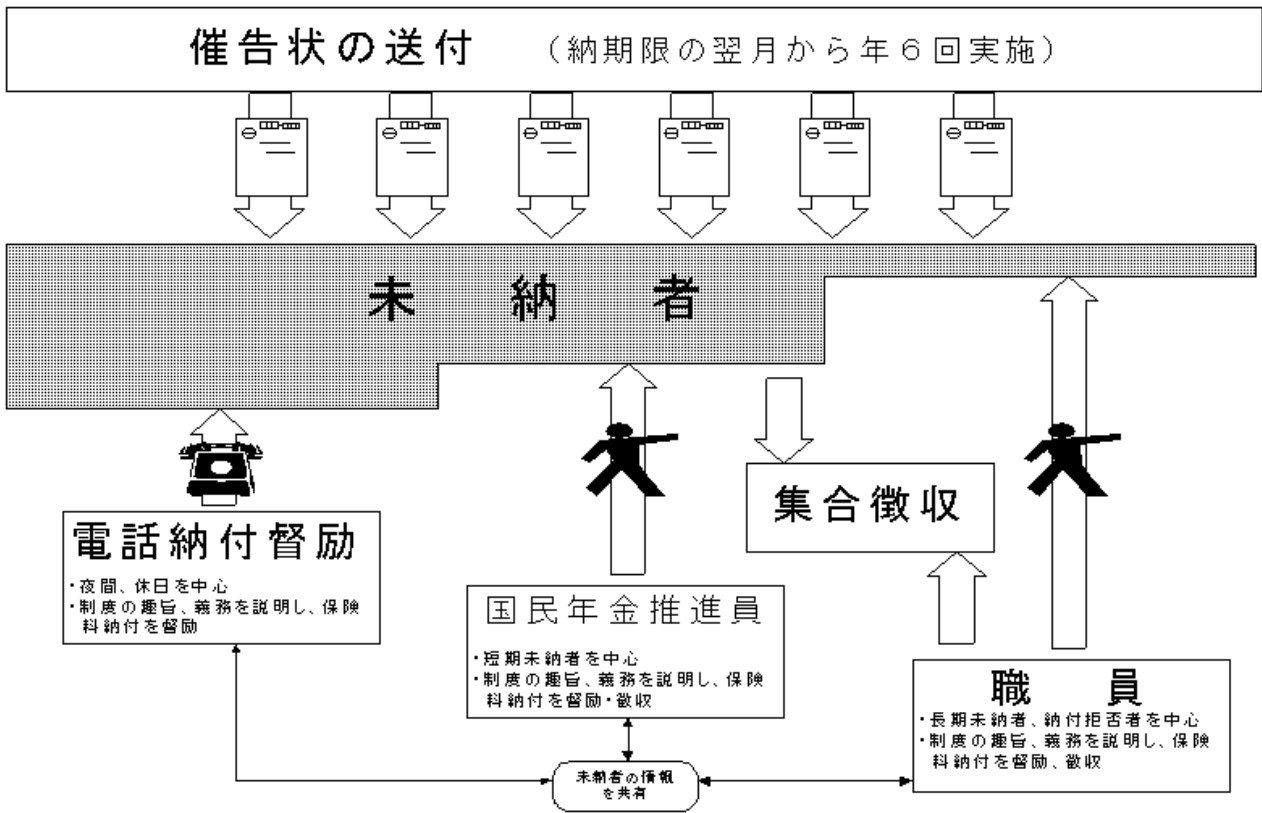 催告状の送付 (納期限の翌月から年6回実施)
未納者
集合徴収
電話納付督励
・夜間、休日を中心
・制度の趣旨、義務を説明し、保険
料納付を督励
国民年金推進員
・短期未納者を中心
・制度の趣旨、義務を説明し、保険
料納付を督励・徴収
職員
・長期未納者、納付拒否者を中心
・制度の趣旨、義務を説明し、保険
料納付を督励、徴収
未納者の情報
を共有